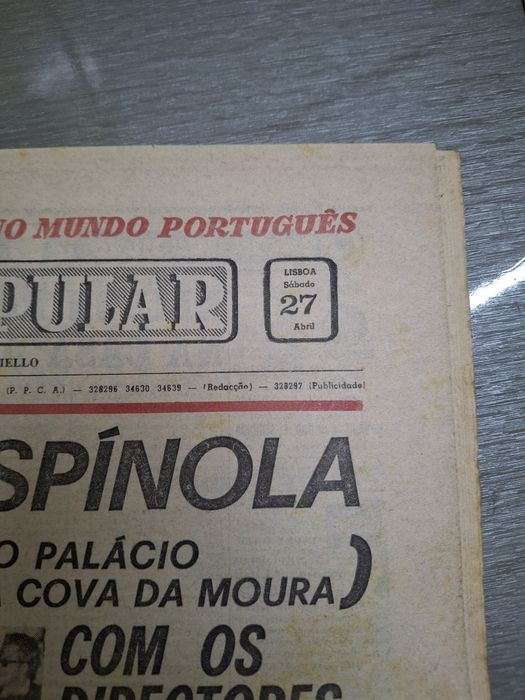 NO MUNDO PORTUGUÊS
PULAR
LISBOA
Sábado
27
Abril
(P. P. C. A.) — 328296 34630 34639 — (Redacção) — 328297 (Publicidade)
SPÍNOLA
O PALÁCIO
A COVA DA MOURA)
COM OS
DIRECTORES